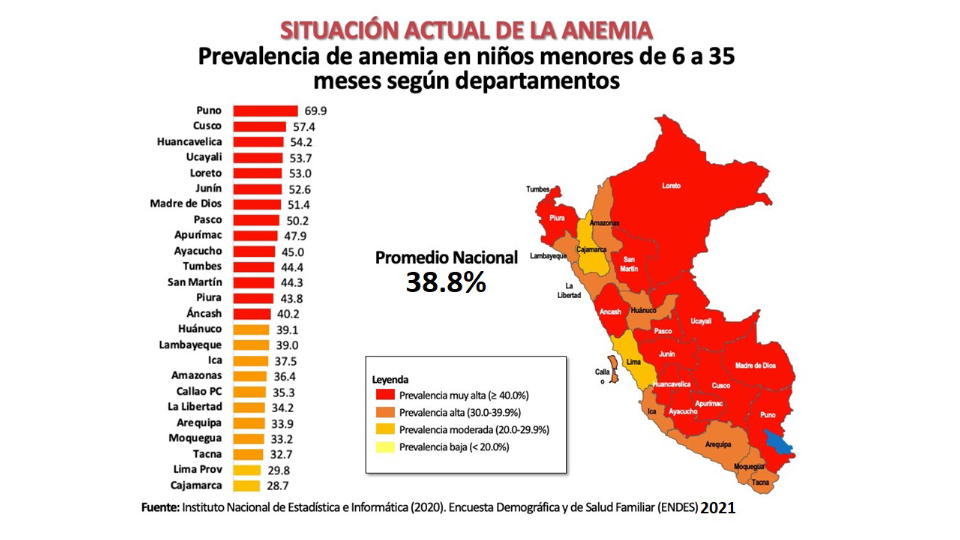 SITUACIÓN ACTUAL DE LA ANEMIA
Prevalencia de anemia en niños menores de 6 a 35
meses según departamentos
Puno 69.9
Cusco 57.4
Huancavelica 54.2
Ucayali 53.7
Loreto 53.0
Junín 52.6
Madre de Dios 51.4
Pasco 50.2
Apurímac 47.9
Ayacucho 45.0
Tumbes 44.4
San Martín 44.3
Piura 43.8
Áncash 40.2
Huánuco 39.1
Lambayeque 39.0
Ica 37.5
Amazonas 36.4
Callao PC 35.3
La Libertad 34.2
Arequipa 33.9
Moquegua 33.2
Tacna 32.7
Lima Prov 29.8
Cajamarca 28.7
Promedio Nacional
38.8%
Leyenda
Prevalencia muy alta (≥ 40.0%)
Prevalencia alta (30.0-39.9%)
Prevalencia moderada (20.0-29.9%)
Prevalencia baja (< 20.0%)
Loreto
Tumbes
Piura
Amazonas
Lambayeque
Cajamarca
San
Martín
La
Libertad
Ancash
Huánuco
Ucayali
Pasco
Lima
Junín
Calla
o
Madre de Dios
Huancavelica
Cusco
Ica
Ayacucho
Apurímac
Puno
Arequipa
Moquegua
Tacna
Fuente: Instituto Nacional de Estadística e Informática (2020). Encuesta Demográfica y de Salud Familiar (ENDES) 2021